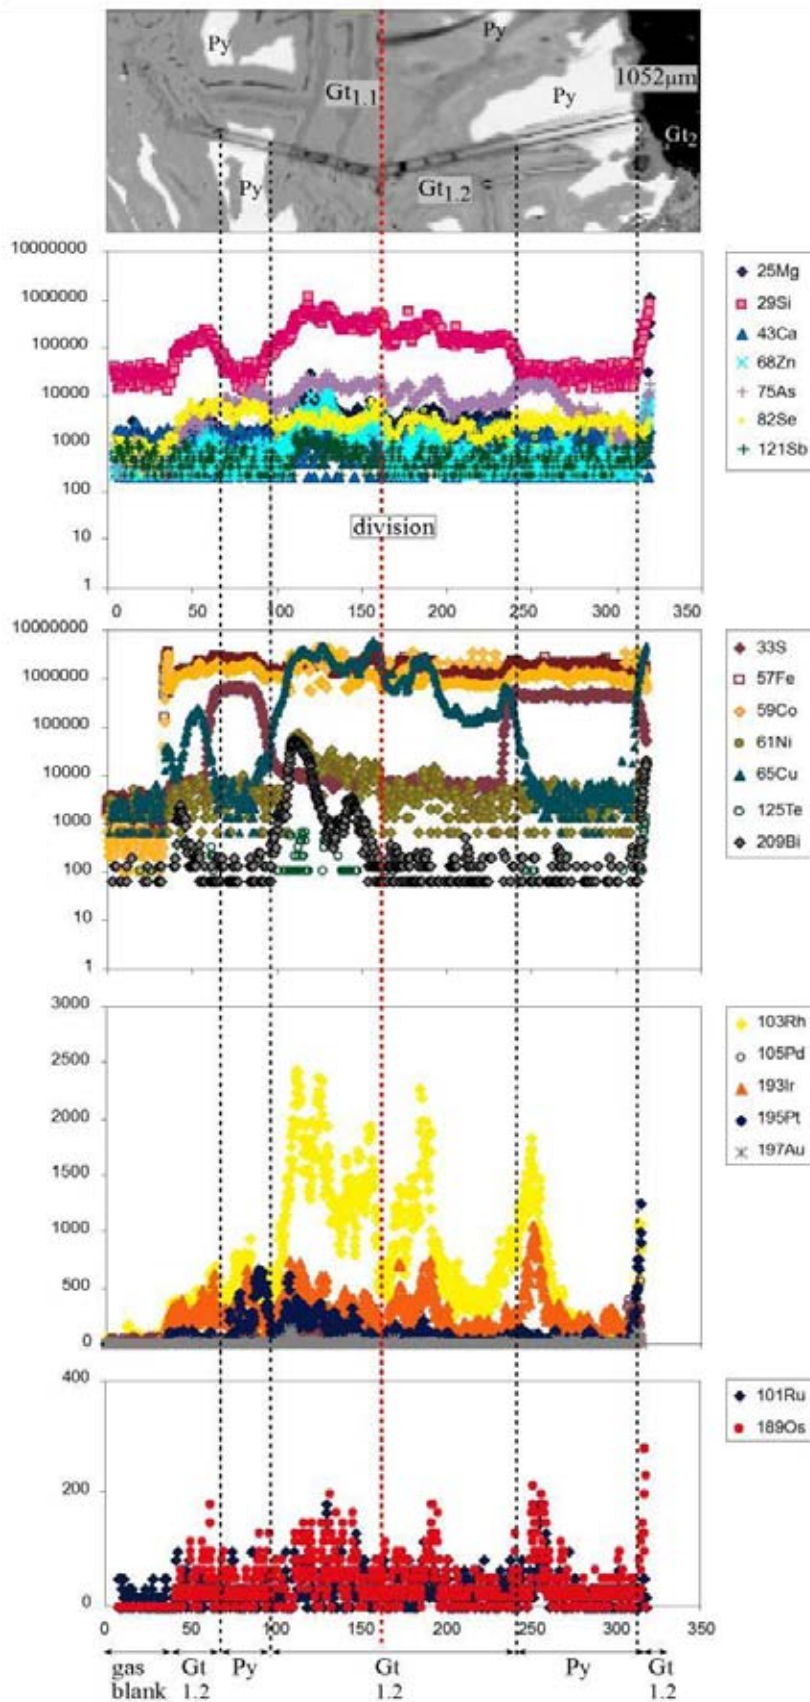 Py
Py
Gt1.1
1052µm
Py
Gt2
Py
Gt1.2
10000000
1000000
100000
10000
1000
100
10
1
division
0 50 100 150 200 250 300 350
25Mg
29Si
43Ca
68Zn
75As
82Se
121Sb
10000000
1000000
100000
10000
1000
100
10
1
33S
57Fe
59Co
61Ni
65Cu
125Te
209Bi
3000
2500
2000
1500
1000
500
0
103Rh
105Pd
193Ir
195Pt
197Au
400
200
0
101Ru
189Os
0 50 100 150 200 250 300 350
gas Gt Py Gt Py Gt
blank 1.2 1.2 1.2